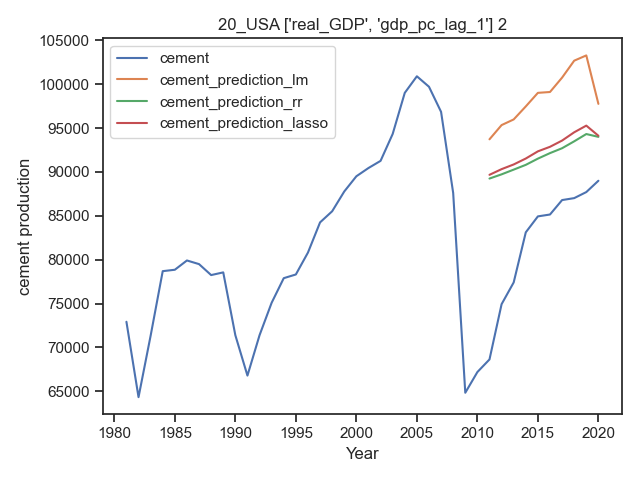 20_USA ['real_GDP', 'gdp_pc_lag_1'] 2
105000
100000
95000
90000
85000
80000
75000
70000
65000
cement production
cement
cement_prediction_lm
cement_prediction_rr
cement_prediction_lasso
1980 1985 1990 1995 2000 2005 2010 2015 2020
Year